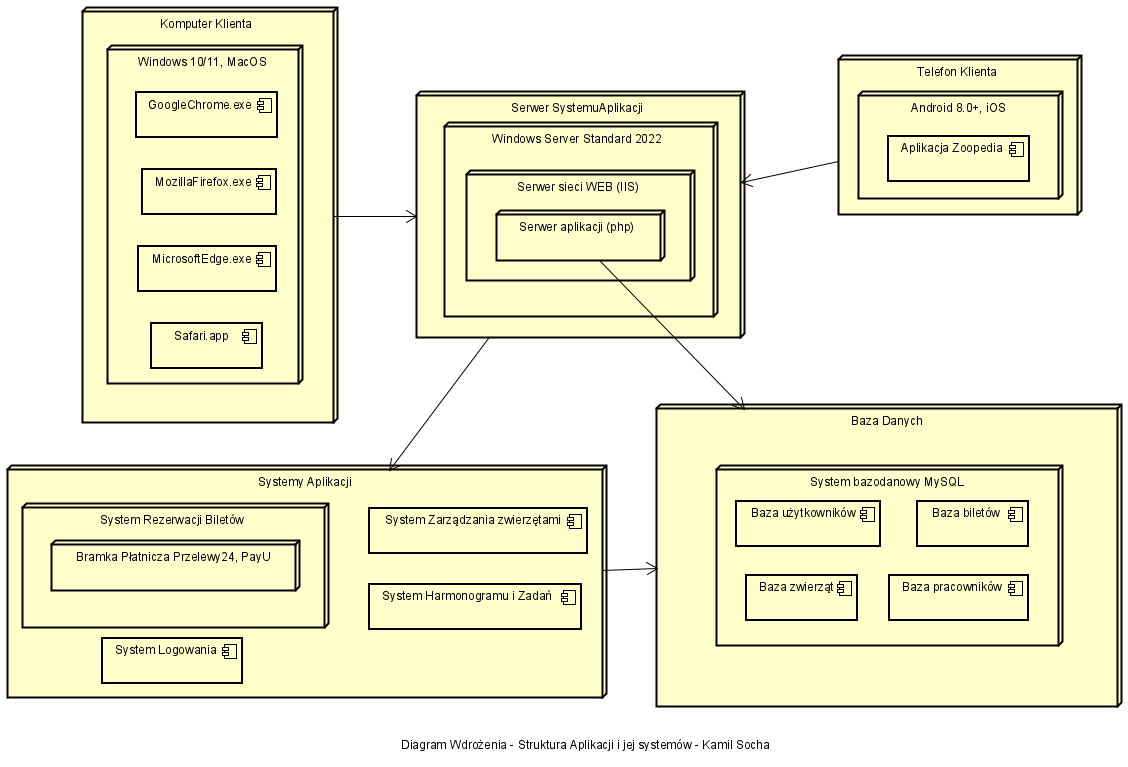 Komputer Klienta
Windows 10/11, MacOS
GoogleChrome.exe
MozillaFirefox.exe
MicrosoftEdge.exe
Safari.app
Serwer SystemuAplikacji
Windows Server Standard 2022
Serwer sieci WEB (IIS)
Serwer aplikacji (php)
Telefon Klienta
Android 8.0+, iOS
Aplikacja Zoopedia
Systemy Aplikacji
System Rezerwacji Biletów
Bramka Płatnicza Przelewy24, PayU
System Zarządzania zwierzętami
System Harmonogramu i Zadań
System Logowania
Baza Danych
System bazodanowy MySQL
Baza użytkowników
Baza biletów
Baza zwierząt
Baza pracowników
Diagram Wdrożenia - Struktura Aplikacji i jej systemów - Kamil Socha